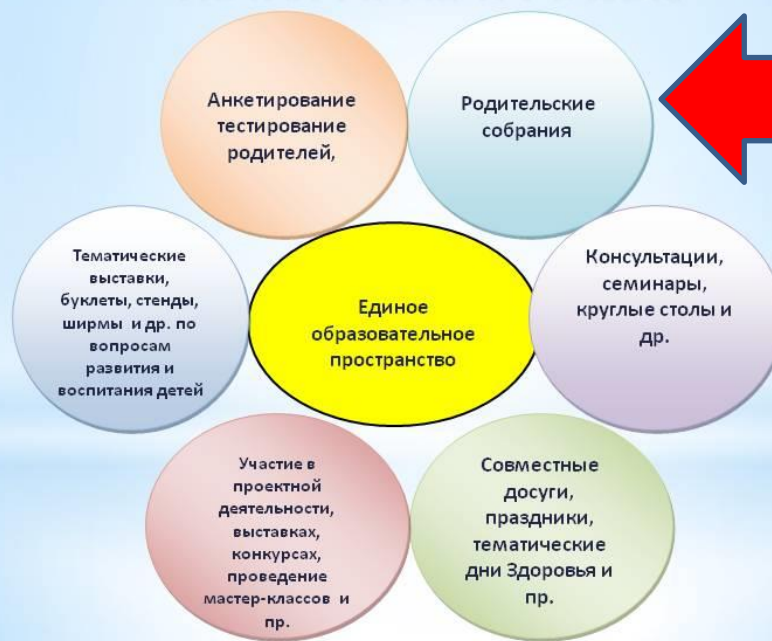 Анкетирование
тестирование
родителей,
Родительские
собрания
Тематические
выставки,
буклеты, стенды,
ширмы и др. по
вопросам
развития и
воспитания детей
Единое
образовательное
пространство
Консультации,
семинары,
круглые столы и
др.
Участие в
проектной
деятельности,
выставках,
конкурсах,
проведение
мастер-классов и
пр.
Совместные
досуги,
праздники,
тематические
дни Здоровья и
пр.